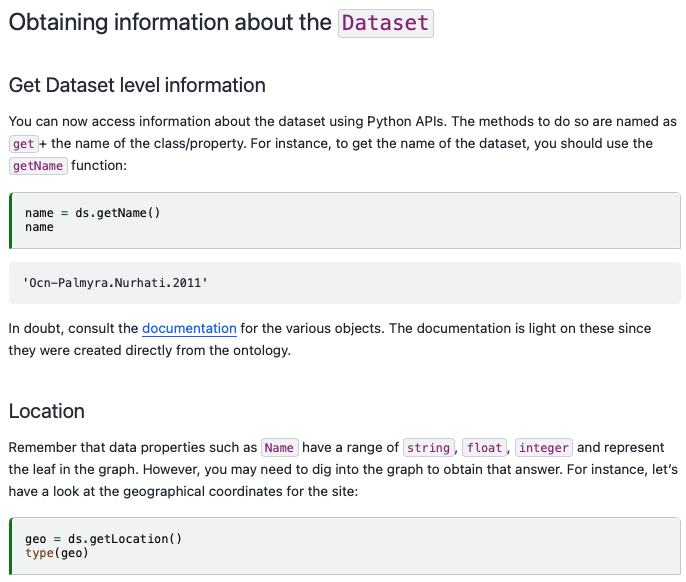 Obtaining information about the Dataset
Get Dataset level information
You can now access information about the dataset using Python APIs. The methods to do so are named as
get + the name of the class/property. For instance, to get the name of the dataset, you should use the
getName function:
name = ds.getName()
name
'Ocn-Palmyra.Nurhati.2011'
In doubt, consult the documentation for the various objects. The documentation is light on these since
they were created directly from the ontology.
Location
Remember that data properties such as Name have a range of string, float, integer and represent
the leaf in the graph. However, you may need to dig into the graph to obtain that answer. For instance, let's
have a look at the geographical coordinates for the site:
geo = ds.getLocation()
type(geo)